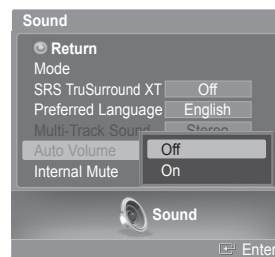 Sound
Return
Mode
SRS TruSurround XT Off
Preferred Language English
Multi-Track Sound Stereo
Auto Volume Off
Internal Mute On
Sound
Enter